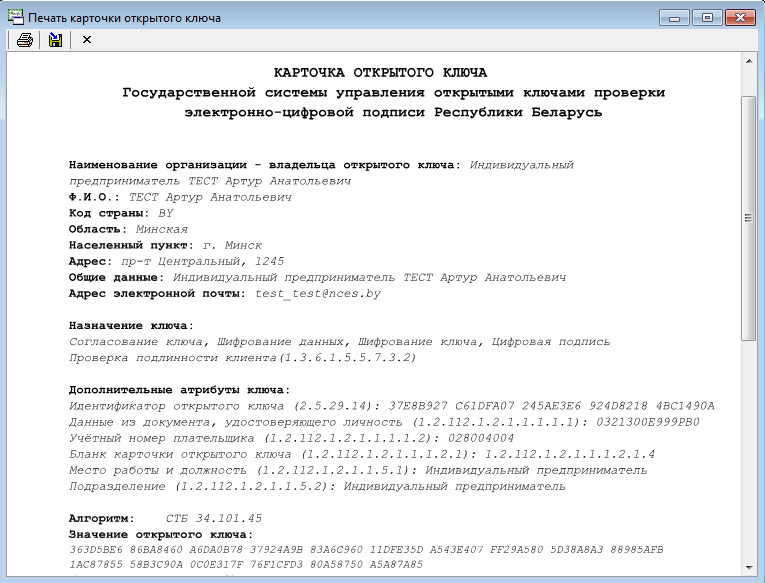 Печать карточки открытого ключа
КАРТОЧКА ОТКРЫТОГО КЛЮЧА
Государственной системы управления открытыми ключами проверки
электронно-цифровой подписи Республики Беларусь
Наименование организации - владельца открытого ключа: Индивидуальный
предприниматель ТЕСТ Артур Анатольевич
Ф.И.О.: ТЕСТ Артур Анатольевич
Код страны: BY
Область: Минская
Населенный пункт: г. Минск
Адрес: пр-т Центральный, 1245
Общие данные: Индивидуальный предприниматель ТЕСТ Артур Анатольевич
Адрес электронной почты: test_test@nces.by
Назначение ключа:
Согласование ключа, Шифрование данных, Шифрование ключа, Цифровая подпись
Проверка подлинности клиента(1.3.6.1.5.5.7.3.2)
Дополнительные атрибуты ключа:
Идентификатор открытого ключа (2.5.29.14): 37E8B927 C61DFA07 245AE3E6 924D8218 4BC1490A
Данные из документа, удостоверяющего личность (1.2.112.1.2.1.1.1.1.1): 0321300E999PB0
Учётный номер плательщика (1.2.112.1.2.1.1.1.1.2): 028004004
Бланк карточки открытого ключа (1.2.112.1.2.1.1.1.2.1): 1.2.112.1.2.1.1.1.2.1.4
Место работы и должность (1.2.112.1.2.1.1.5.1): Индивидуальный предприниматель
Подразделение (1.2.112.1.2.1.1.5.2): Индивидуальный предприниматель
Алгоритм: СТБ 34.101.45
Значение открытого ключа:
363D5BE6 86BA8460 A6DA0B78 37924A9B 83A6C960 11DFE35D A543E407 FF29A580 5D38A8A3 88985AFB
1AC87855 58B3C90A 0C0E317F 76F1CFD3 80A58750 A5A87A85